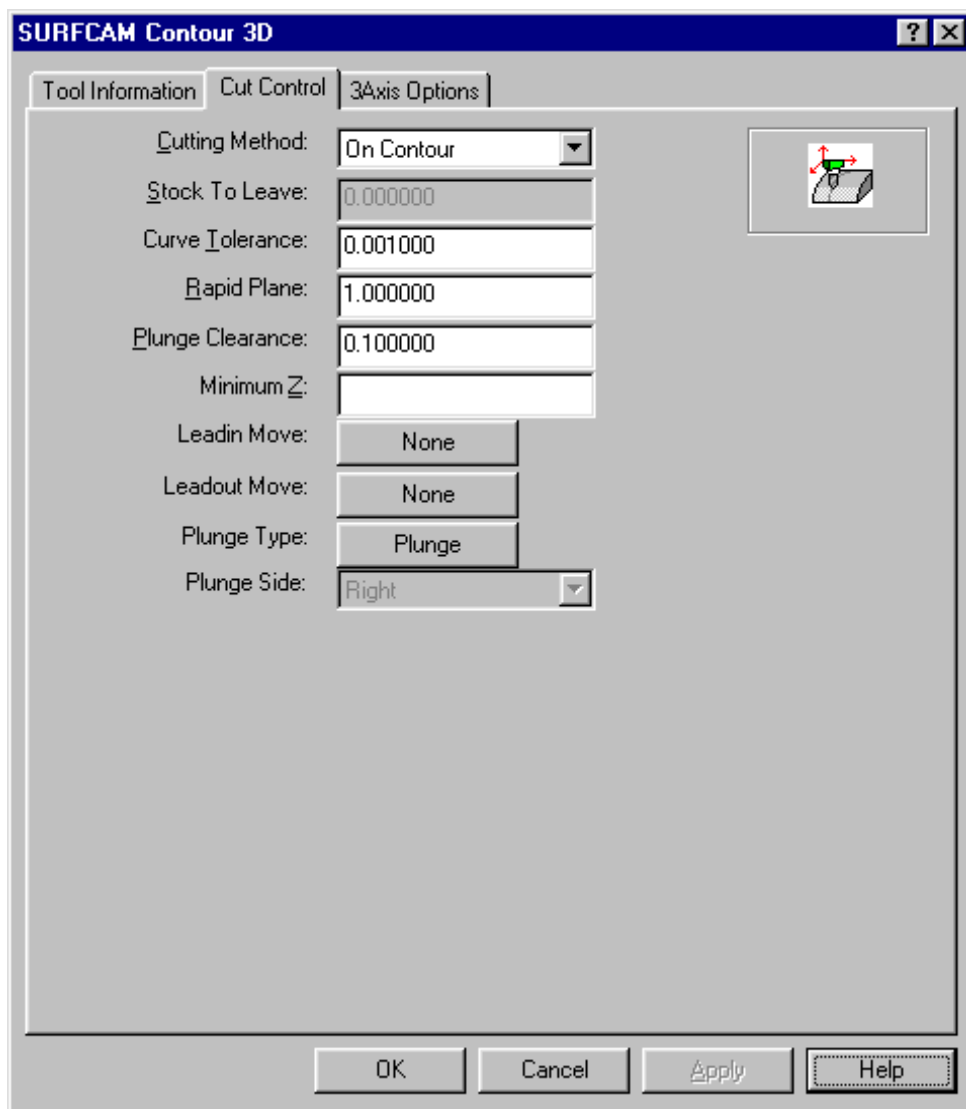 SURFCAM Contour 3D
Tool Information Cut Control 3Axis Options
Cutting Method: On Contour
Stock To Leave: 0.000000
Curve Tolerance: 0.001000
Rapid Plane: 1.000000
Plunge Clearance: 0.100000
Minimum Z:
Leadin Move: None
Leadout Move: None
Plunge Type: Plunge
Plunge Side: Right
OK Cancel Apply Help